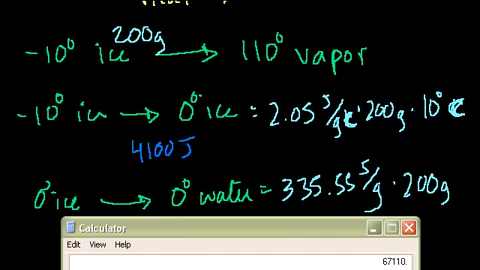 200g
-10° ice → 110° vapor
-10° ice → 0° ice = 2.05 J/gC · 200g · 10° C
4100 J
0° ice → 0° water = 335.55 J/g · 200g
Calculator
Edit View Help
67110.